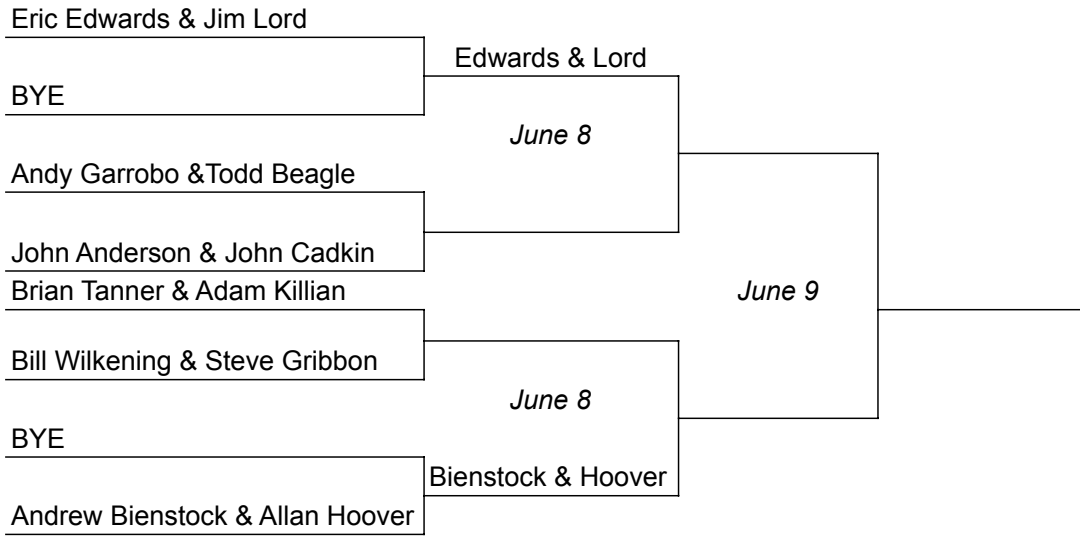 Eric Edwards & Jim Lord
Edwards & Lord
BYE
June 8
Andy Garrobo &Todd Beagle
John Anderson & John Cadkin
Brian Tanner & Adam Killian
June 9
Bill Wilkening & Steve Gribbon
June 8
BYE
Bienstock & Hoover
Andrew Bienstock & Allan Hoover